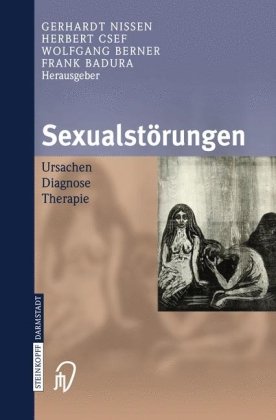 GERHARDT NISSEN
HERBERT CSEF
WOLFGANG BERNER
FRANK BADURA
Herausgeber
Sexualstörungen
Ursachen
Diagnose
Therapie
STEINKOPFF
DARMSTADT